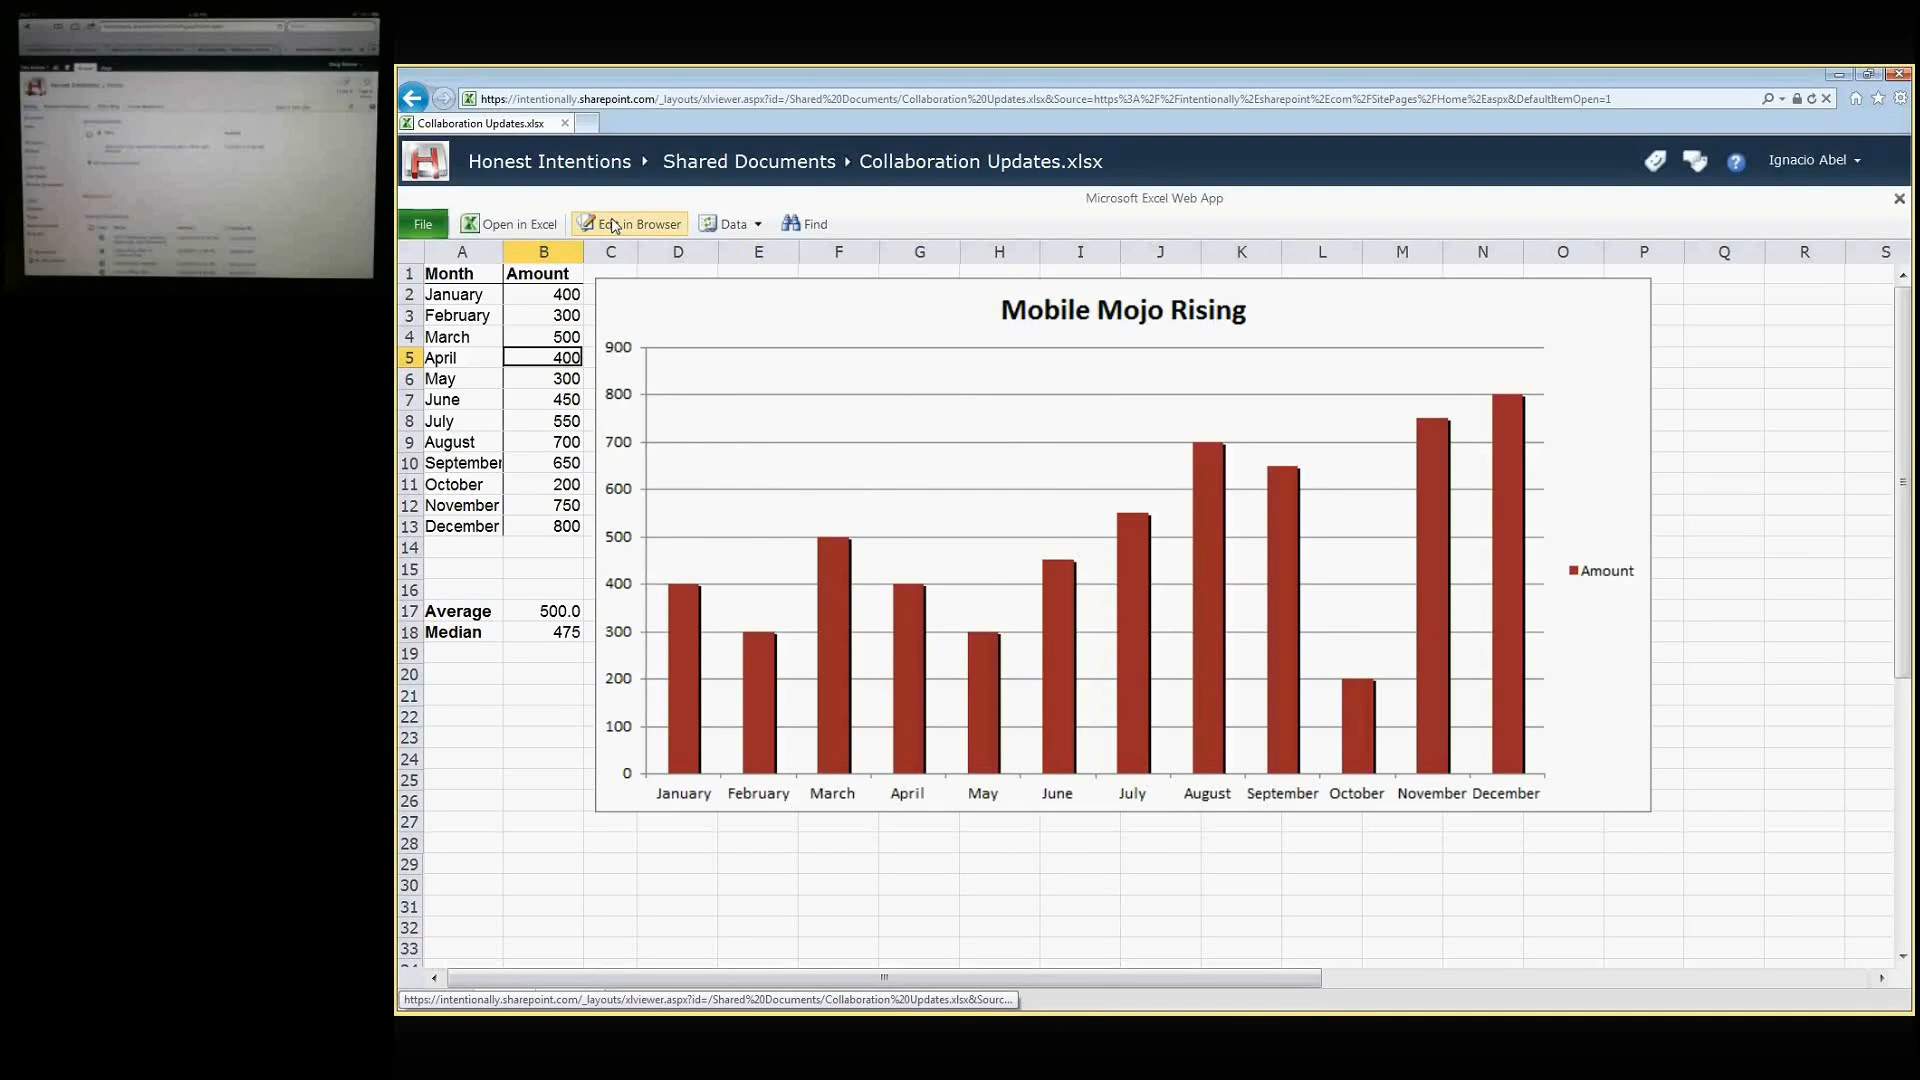 https://intentionally.sharepoint.com/_layouts/xlviewer.aspx?id=/Shared%20Documents/Collaboration%20Updates.xlsx&Source=https%3A%2F%2Fintentionally%2Esharepoint%2Ecom%2FSitePages%2FHome%2Easpx&DefaultItemOpen=1
Collaboration Updates.xlsx
Honest Intentions Shared Documents Collaboration Updates.xlsx Ignacio Abel
Microsoft Excel Web App
File Open in Excel in Browser Data Find
A B C D E F G H I J K L M N O P Q R S
1 Month Amount
2 January 400
3 February 300
4 March 500
5 April 400
6 May 300
7 June 450
8 July 550
9 August 700
10 September 650
11 October 200
12 November 750
13 December 800
14
15
16
17 Average 500.0
18 Median 475
19
20
21
22
23
24
25
26
27
28
29
30
31
32
33
Mobile Mojo Rising
900
800
700
600
500
400
300
200
100
0
January February March April May June July August September October November December
Amount
https://intentionally.sharepoint.com/_layouts/xlviewer.aspx?id=/Shared%20Documents/Collaboration%20Updates.xlsx&Sourc...